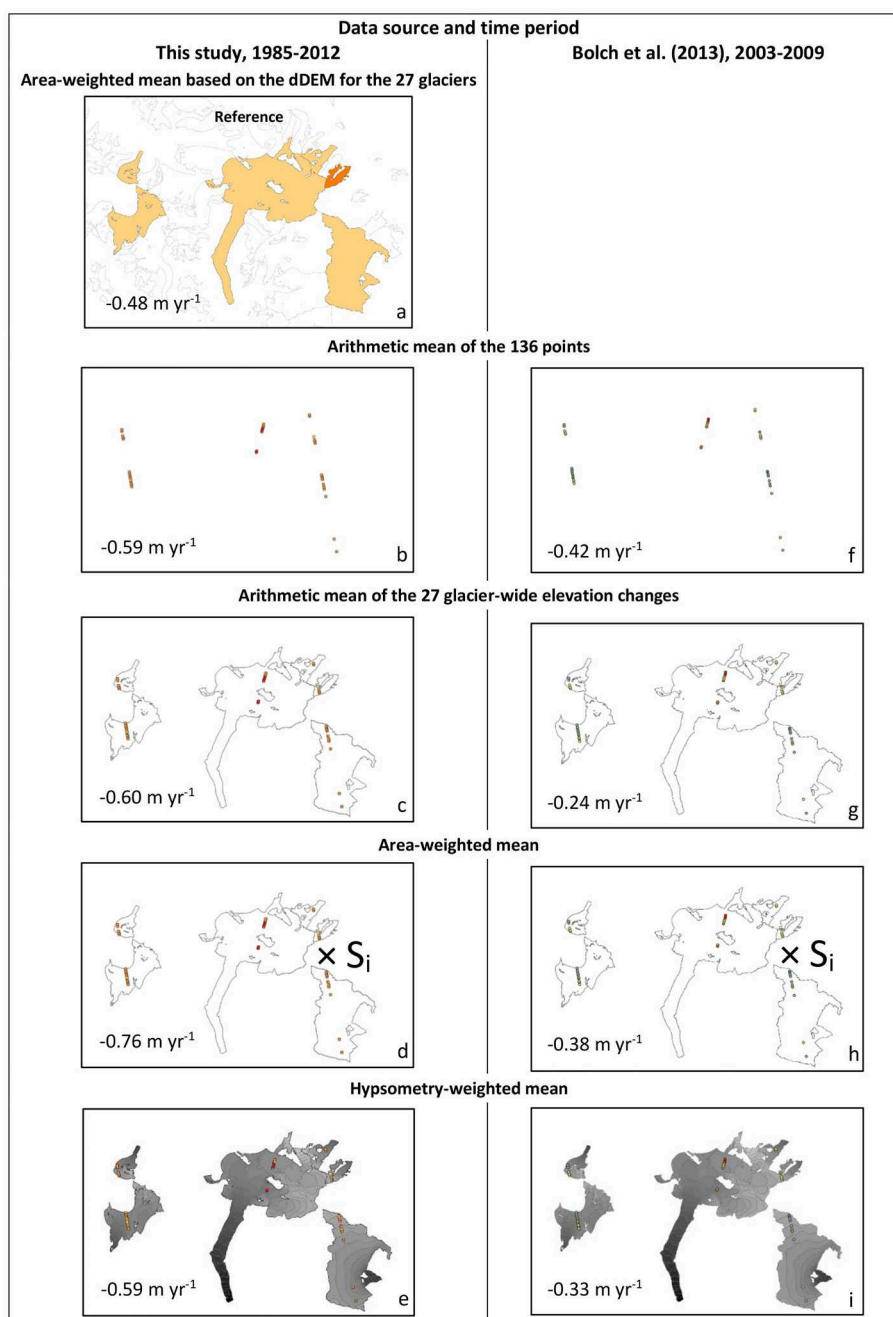 Data source and time period
This study, 1985-2012
Bolch et al. (2013), 2003-2009
Area-weighted mean based on the dDEM for the 27 glaciers
Reference
-0.48 m yr⁻¹
a
Arithmetic mean of the 136 points
-0.59 m yr⁻¹
b
-0.42 m yr⁻¹
f
Arithmetic mean of the 27 glacier-wide elevation changes
-0.60 m yr⁻¹
c
-0.24 m yr⁻¹
g
Area-weighted mean
× Sᵢ
-0.76 m yr⁻¹
d
× Sᵢ
-0.38 m yr⁻¹
h
Hypsometry-weighted mean
-0.59 m yr⁻¹
e
-0.33 m yr⁻¹
i